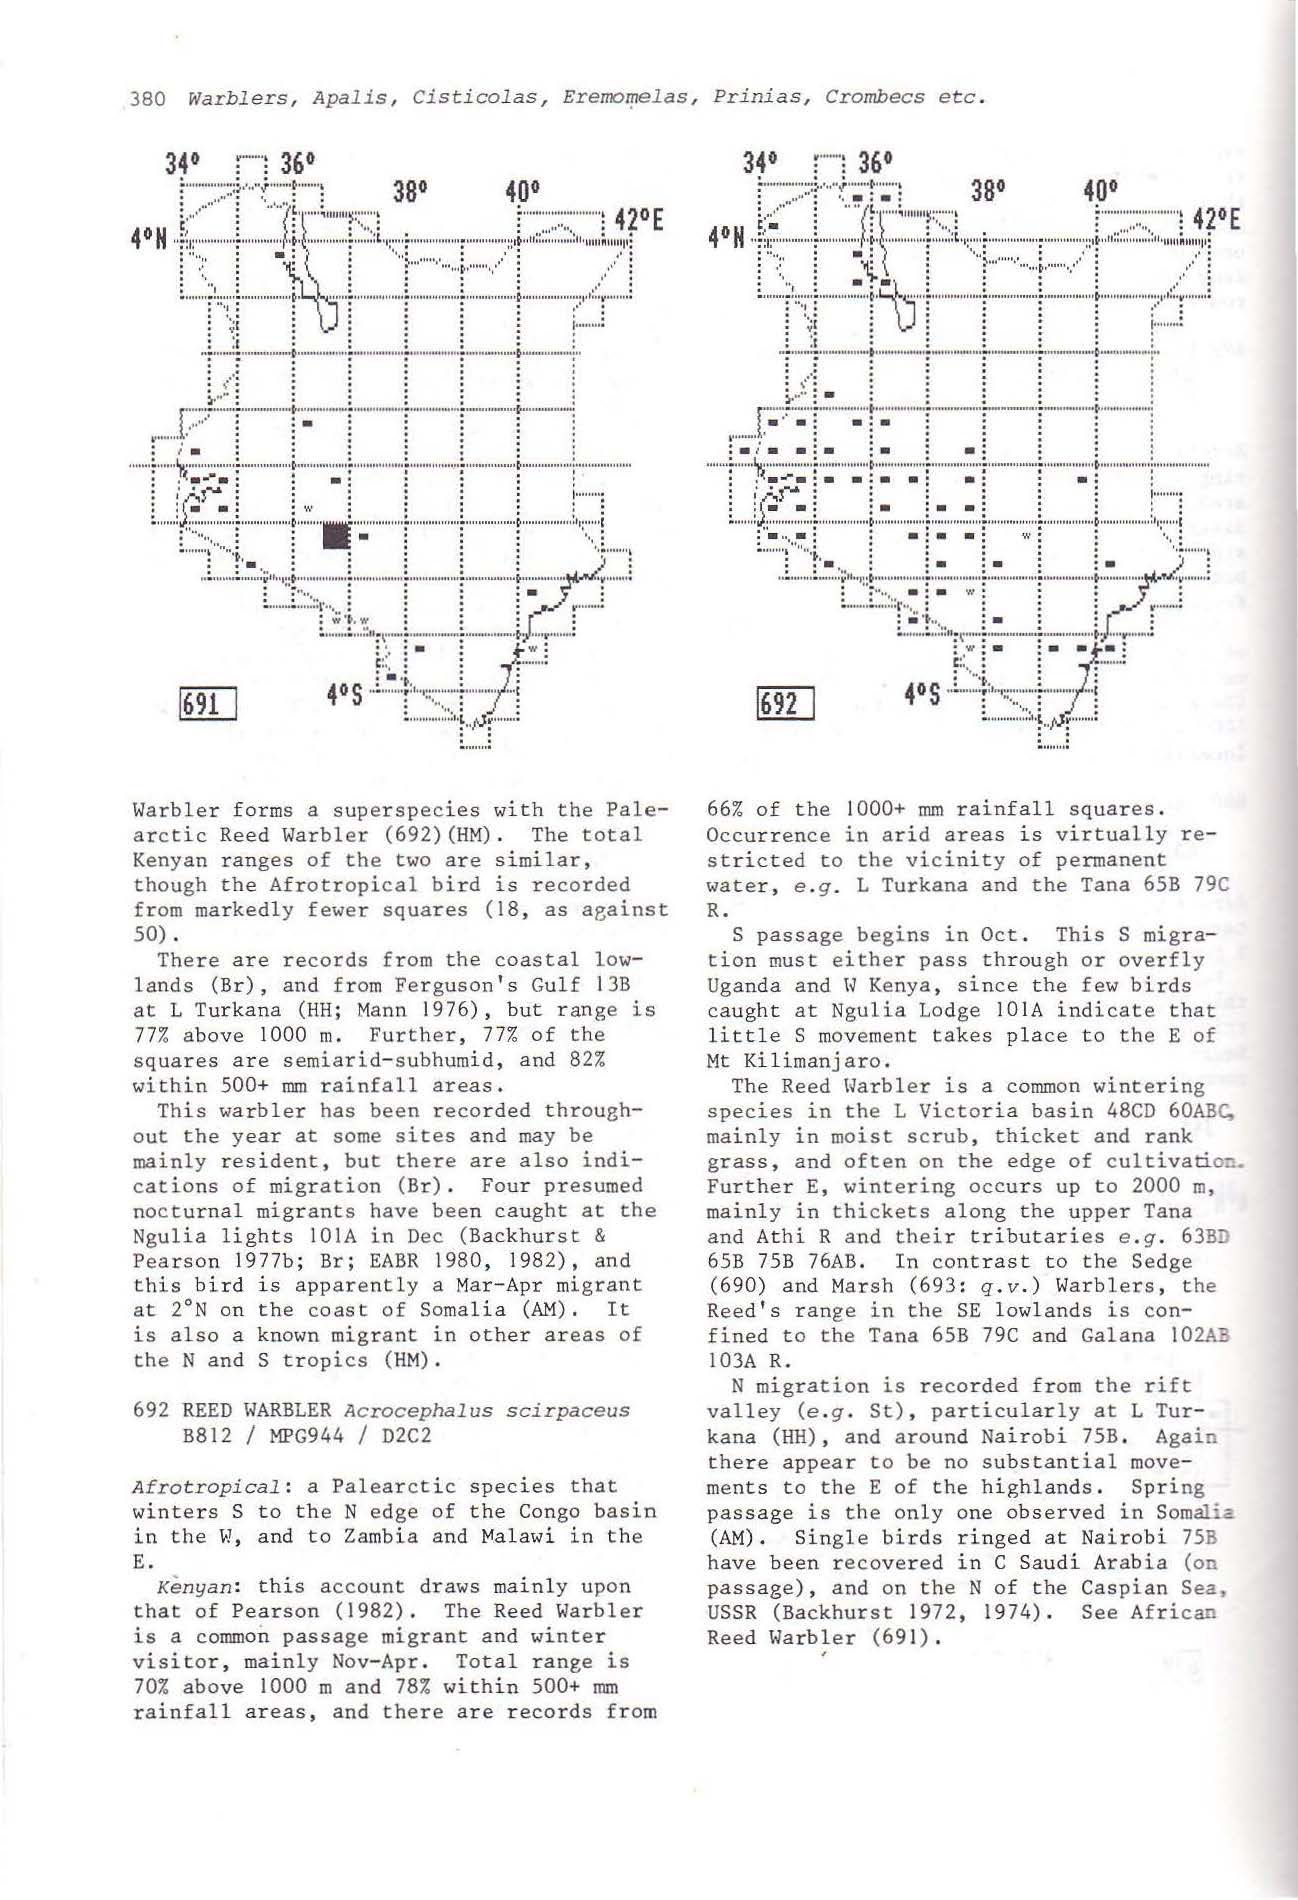 380 Warblers, Apalis, Cisticolas, Eremomelas, Prinias, Crombecs etc.
34° 36°
38° 40°
42°E
4°N
w
w w
w
691 4°S
34° 36°
38° 40°
42°E
4°N
w
w
w
692 4°S
Warbler forms a superspecies with the Pale-
arctic Reed Warbler (692)(HM). The total
Kenyan ranges of the two are similar,
though the Afrotropical bird is recorded
from markedly fewer squares (18, as against
50).
There are records from the coastal low-
lands (Br), and from Ferguson's Gulf 13B
at L Turkana (HH; Mann 1976), but range is
77% above 1000 m. Further, 77% of the
squares are semiarid-subhumid, and 82%
within 500+ mm rainfall areas.
This warbler has been recorded through-
out the year at some sites and may be
mainly resident, but there are also indi-
cations of migration (Br). Four presumed
nocturnal migrants have been caught at the
Ngulia lights 101A in Dec (Backhurst &
Pearson 1977b; Br; EABR 1980, 1982), and
this bird is apparently a Mar-Apr migrant
at 2°N on the coast of Somalia (AM). It
is also a known migrant in other areas of
the N and S tropics (HM).
692 REED WARBLER Acrocephalus scirpaceus
B812 / MPG944 / D2C2
Afrotropical: a Palearctic species that
winters S to the N edge of the Congo basin
in the W, and to Zambia and Malawi in the
E.
Kenyan: this account draws mainly upon
that of Pearson (1982). The Reed Warbler
is a common passage migrant and winter
visitor, mainly Nov-Apr. Total range is
70% above 1000 m and 78% within 500+ mm
rainfall areas, and there are records from
66% of the 1000+ mm rainfall squares.
Occurrence in arid areas is virtually re-
stricted to the vicinity of permanent
water, e.g. L Turkana and the Tana 65B 79C
R.
S passage begins in Oct. This S migra-
tion must either pass through or overfly
Uganda and W Kenya, since the few birds
caught at Ngulia Lodge 101A indicate that
little S movement takes place to the E of
Mt Kilimanjaro.
The Reed Warbler is a common wintering
species in the L Victoria basin 48CD 60ABC,
mainly in moist scrub, thicket and rank
grass, and often on the edge of cultivation.
Further E, wintering occurs up to 2000 m,
mainly in thickets along the upper Tana
and Athi R and their tributaries e.g. 63BD
65B 75B 76AB. In contrast to the Sedge
(690) and Marsh (693: q.v.) Warblers, the
Reed's range in the SE lowlands is con-
fined to the Tana 65B 79C and Galana 102AB
103A R.
N migration is recorded from the rift
valley (e.g. St), particularly at L Tur-
kana (HH), and around Nairobi 75B. Again
there appear to be no substantial move-
ments to the E of the highlands. Spring
passage is the only one observed in Somalia
(AM). Single birds ringed at Nairobi 75B
have been recovered in C Saudi Arabia (on
passage), and on the N of the Caspian Sea,
USSR (Backhurst 1972, 1974). See African
Reed Warbler (691).